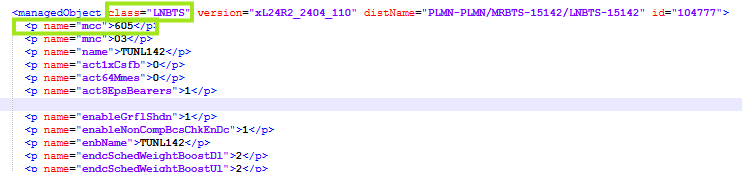 <managedObject class="LNBTS" version="xL24R2_2404_110" distName="PLMN-PLMN/MRBTS-15142/LNBTS-15142" id="104777">
<p name="mcc">605</p>
<p name="mnc">03</p>
<p name="name">TUNL142</p>
<p name="act1xCsfb">0</p>
<p name="act64Mmes">0</p>
<p name="act8EpsBearers">1</p>
<p name="enableGrflShdn">1</p>
<p name="enableNonCompBcsChkEnDc">1</p>
<p name="enbName">TUNL142</p>
<p name="endcSchedWeightBoostDl">2</p>
<p name="endcSchedWeightBoostUl">2</p>